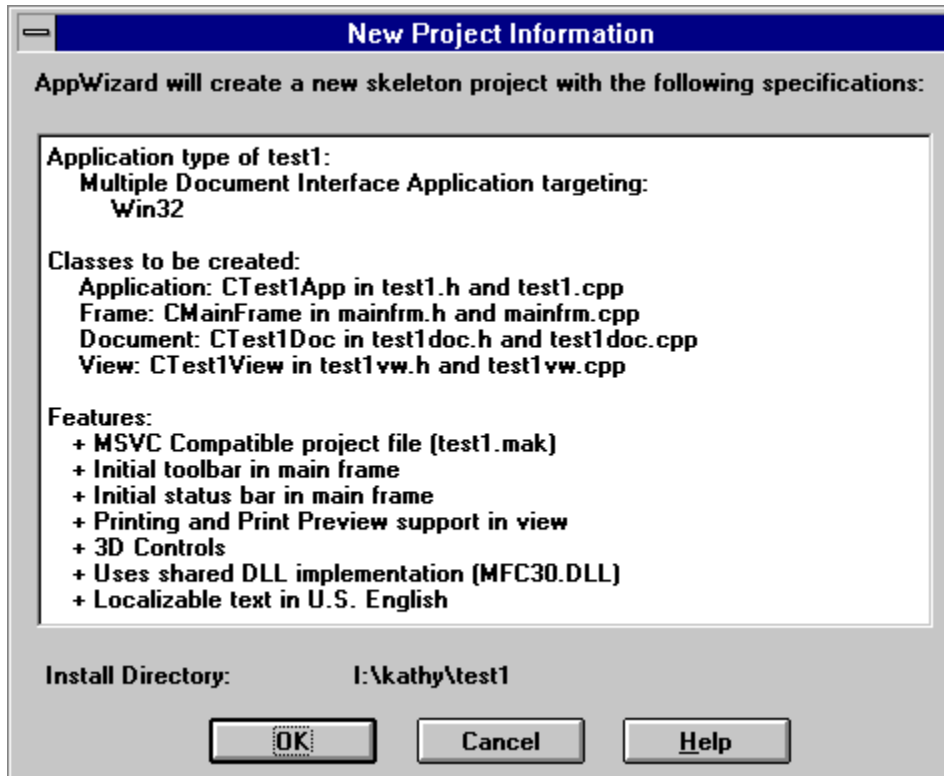 New Project Information
AppWizard will create a new skeleton project with the following specifications:
Application type of test1:
Multiple Document Interface Application targeting:
Win32
Classes to be created:
Application: CTest1App in test1.h and test1.cpp
Frame: CMainFrame in mainfrm.h and mainfrm.cpp
Document: CTest1Doc in test1doc.h and test1doc.cpp
View: CTest1View in test1vw.h and test1vw.cpp
Features:
+ MSVC Compatible project file (test1.mak)
+ Initial toolbar in main frame
+ Initial status bar in main frame
+ Printing and Print Preview support in view
+ 3D Controls
+ Uses shared DLL implementation (MFC30.DLL)
+ Localizable text in U.S. English
Install Directory: I:\kathy\test1
OK Cancel Help